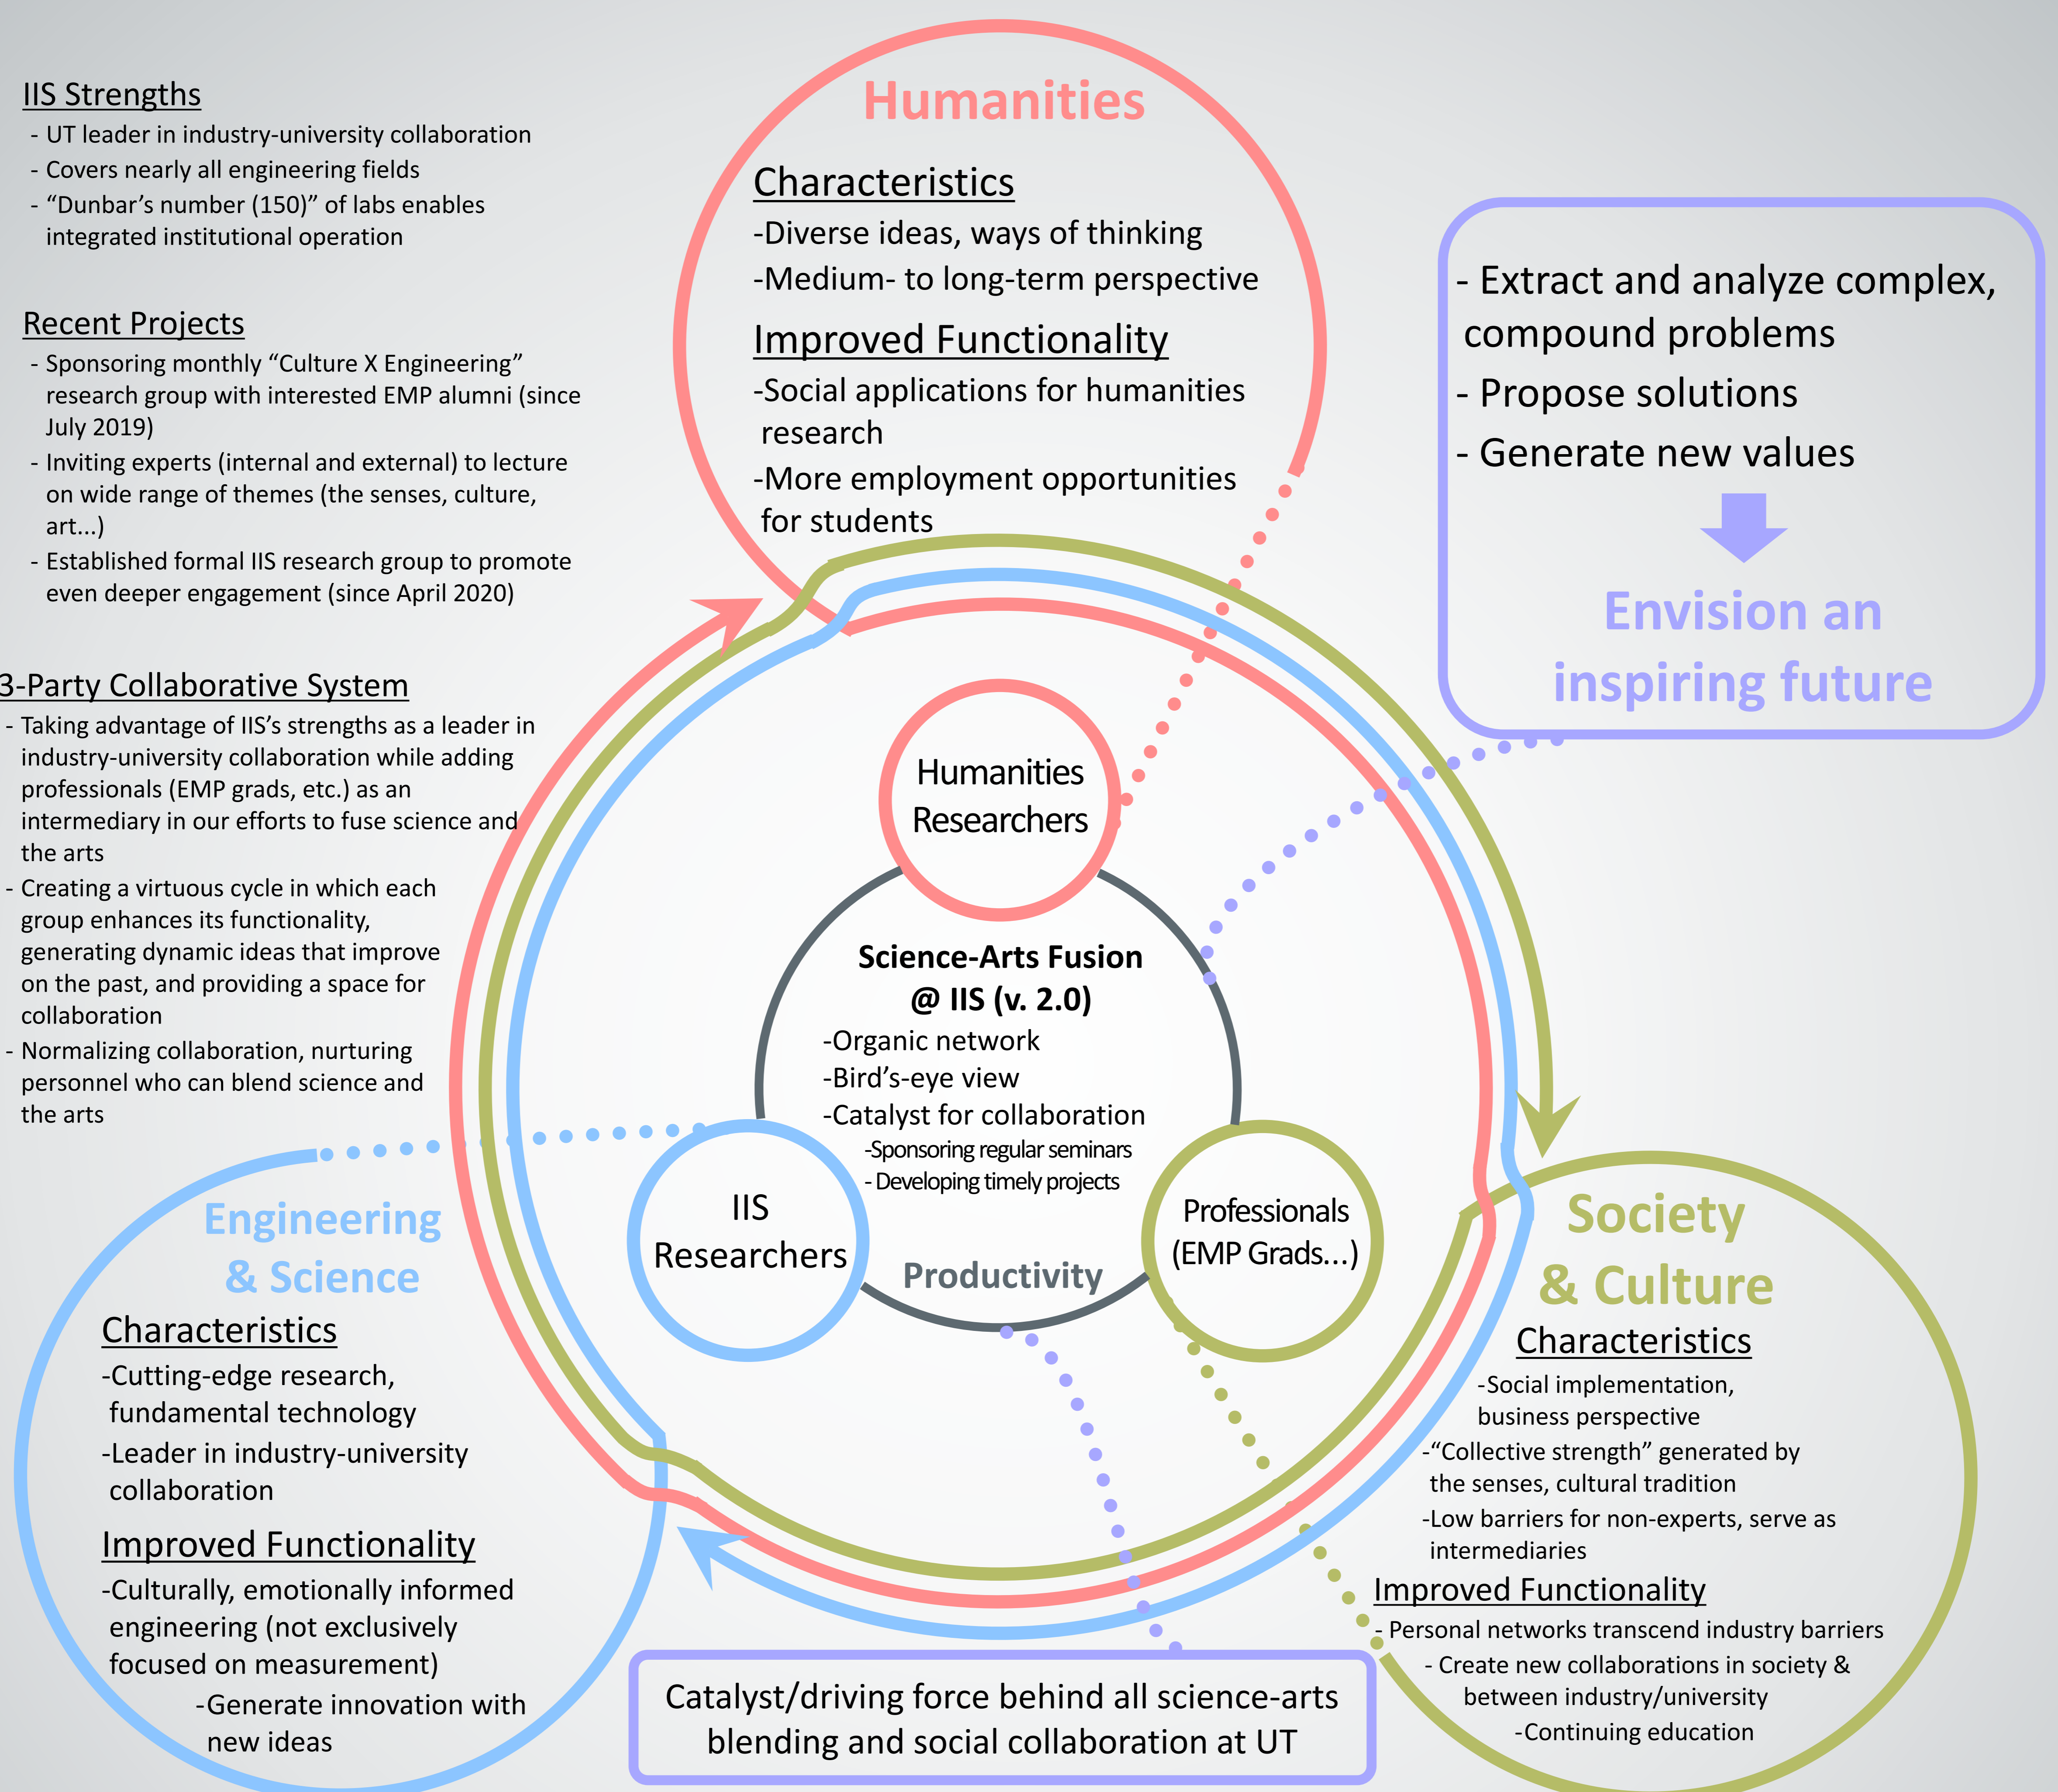 IIS Strengths
- UT leader in industry-university collaboration
- Covers nearly all engineering fields
- “Dunbar’s number (150)” of labs enables
integrated institutional operation
Recent Projects
- Sponsoring monthly “Culture X Engineering”
research group with interested EMP alumni (since
July 2019)
- Inviting experts (internal and external) to lecture
on wide range of themes (the senses, culture,
art...)
- Established formal IIS research group to promote
even deeper engagement (since April 2020)
3-Party Collaborative System
- Taking advantage of IIS’s strengths as a leader in
industry-university collaboration while adding
professionals (EMP grads, etc.) as an
intermediary in our efforts to fuse science and
the arts
- Creating a virtuous cycle in which each
group enhances its functionality,
generating dynamic ideas that improve
on the past, and providing a space for
collaboration
- Normalizing collaboration, nurturing
personnel who can blend science and
the arts
Humanities
Characteristics
-Diverse ideas, ways of thinking
-Medium- to long-term perspective
Improved Functionality
-Social applications for humanities
research
-More employment opportunities
for students
- Extract and analyze complex,
compound problems
- Propose solutions
- Generate new values
Envision an
inspiring future
Humanities
Researchers
Science-Arts Fusion
@ IIS (v. 2.0)
-Organic network
-Bird’s-eye view
-Catalyst for collaboration
-Sponsoring regular seminars
- Developing timely projects
IIS
Researchers
Professionals
(EMP Grads...)
Productivity
Engineering
& Science
Characteristics
-Cutting-edge research,
fundamental technology
-Leader in industry-university
collaboration
Improved Functionality
-Culturally, emotionally informed
engineering (not exclusively
focused on measurement)
-Generate innovation with
new ideas
Society
& Culture
Characteristics
-Social implementation,
business perspective
-“Collective strength” generated by
the senses, cultural tradition
-Low barriers for non-experts, serve as
intermediaries
Improved Functionality
- Personal networks transcend industry barriers
- Create new collaborations in society &
between industry/university
-Continuing education
Catalyst/driving force behind all science-arts
blending and social collaboration at UT